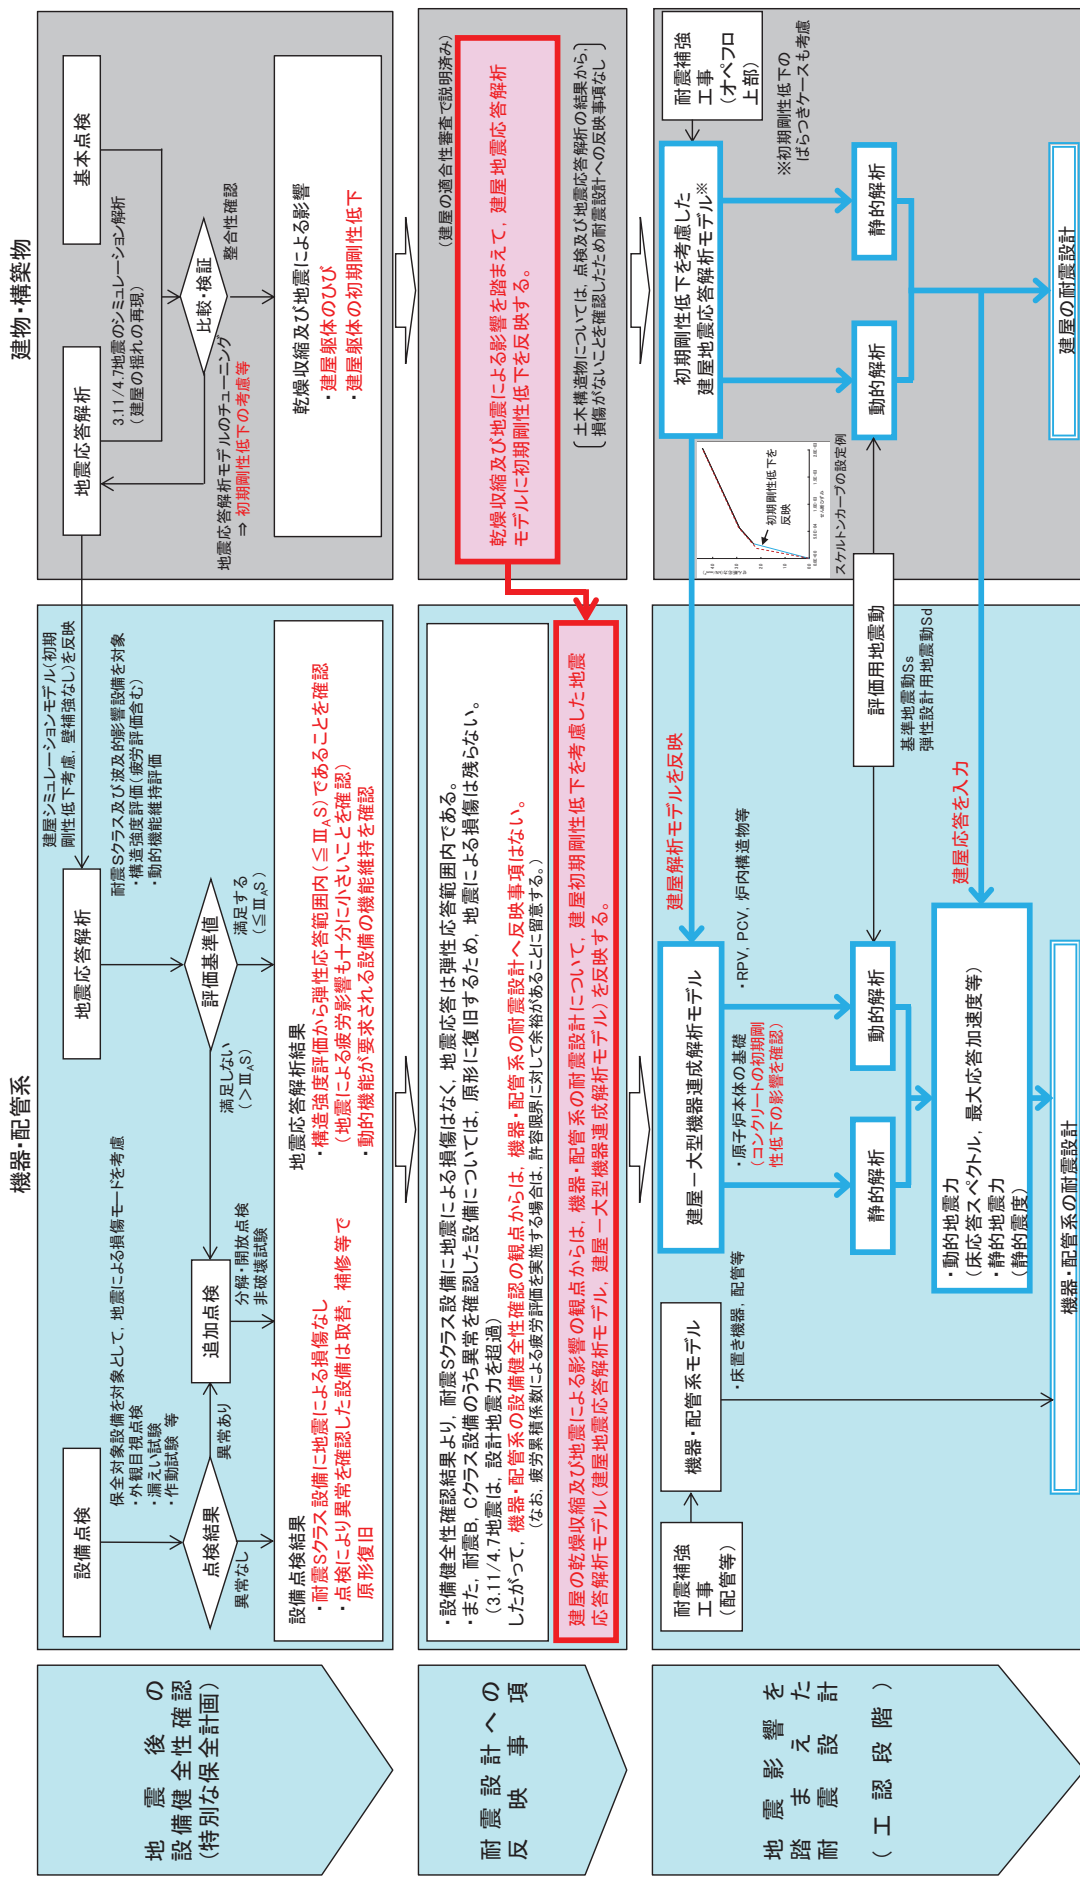 機器・配管系
建物・構築物
地震後の
設備健全性確認
(特別な保全計画)
設備点検
保全対象設備を対象として，地震による損傷モードを考慮
・外観目視点検
・漏えい試験
・作動試験 等
点検結果
異常あり
異常なし
追加点検
分解・開放点検
非破壊試験
地震応答解析
建屋シミュレーションモデル(初期
剛性低下考慮，壁補強なし)を反映
耐震Sクラス及び波及的影響設備を対象
・構造強度評価(疲労評価含む)
・動的機能維持評価
評価基準値
満足しない
(＞ⅢAS)
満足する
(≦ⅢAS)
設備点検結果
・耐震Sクラス設備に地震による損傷なし
・点検により異常を確認した設備は取替，補修等で
原形復旧
地震応答解析結果
・構造強度評価から弾性応答範囲内(≦ⅢAS)であることを確認
(地震による疲労影響も十分に小さいことを確認)
・動的機能が要求される設備の機能維持を確認
地震応答解析
基本点検
3.11/4.7地震のシミュレーション解析
(建屋の揺れの再現)
比較・検証
整合性確認
地震応答解析モデルのチューニング
⇒ 初期剛性低下の考慮等
乾燥収縮及び地震による影響
・建屋躯体のひび
・建屋躯体の初期剛性低下
耐震設計への
反映事項
・設備健全性確認結果より，耐震Sクラス設備に地震による損傷はなく，地震応答は弾性応答範囲内である。
・また，耐震B，Cクラス設備のうち異常を確認した設備については，原形に復旧するため，地震による損傷は残らない。
(3.11/4.7地震は，設計地震力を超過)
したがって，機器・配管系の設備健全性確認の観点からは，機器・配管系の耐震設計へ反映事項はない。
(なお，疲労累積係数による疲労評価を実施する場合は，許容限界に対して余裕があることに留意する。)
建屋の乾燥収縮及び地震による影響の観点からは，機器・配管系の耐震設計について，建屋初期剛性低下を考慮した地震
応答解析モデル(建屋地震応答解析モデル，建屋－大型機器連成解析モデル)を反映する。
(建屋の適合性審査で説明済み)
乾燥収縮及び地震による影響を踏まえて，建屋地震応答解析
モデルに初期剛性低下を反映する。
土木構造物については，点検及び地震応答解析の結果から，
損傷がないことを確認したため耐震設計への反映事項なし
地震影響を
踏まえた
耐震設計
(工認段階)
耐震補強
工事
(配管等)
機器・配管系モデル
・床置き機器，配管等
建屋－大型機器連成解析モデル
・原子炉本体の基礎
(コンクリートの初期剛
性低下の影響を確認)
・RPV，PCV，炉内構造物等
静的解析
動的解析
・動的地震力
(床応答スペクトル，最大応答加速度等)
・静的地震力
(静的震度)
機器・配管系の耐震設計
建屋解析モデルを反映
評価用地震動
基準地震動Ss
弾性設計用地震動Sd
建屋応答を入力
初期剛性低下を考慮した
建屋地震応答解析モデル※
耐震補強
工事
(オペフロ
上部)
※初期剛性低下の
ばらつきケースも考慮
初期剛性低下を
反映
スケルトンカーブの設定例
動的解析
静的解析
建屋の耐震設計